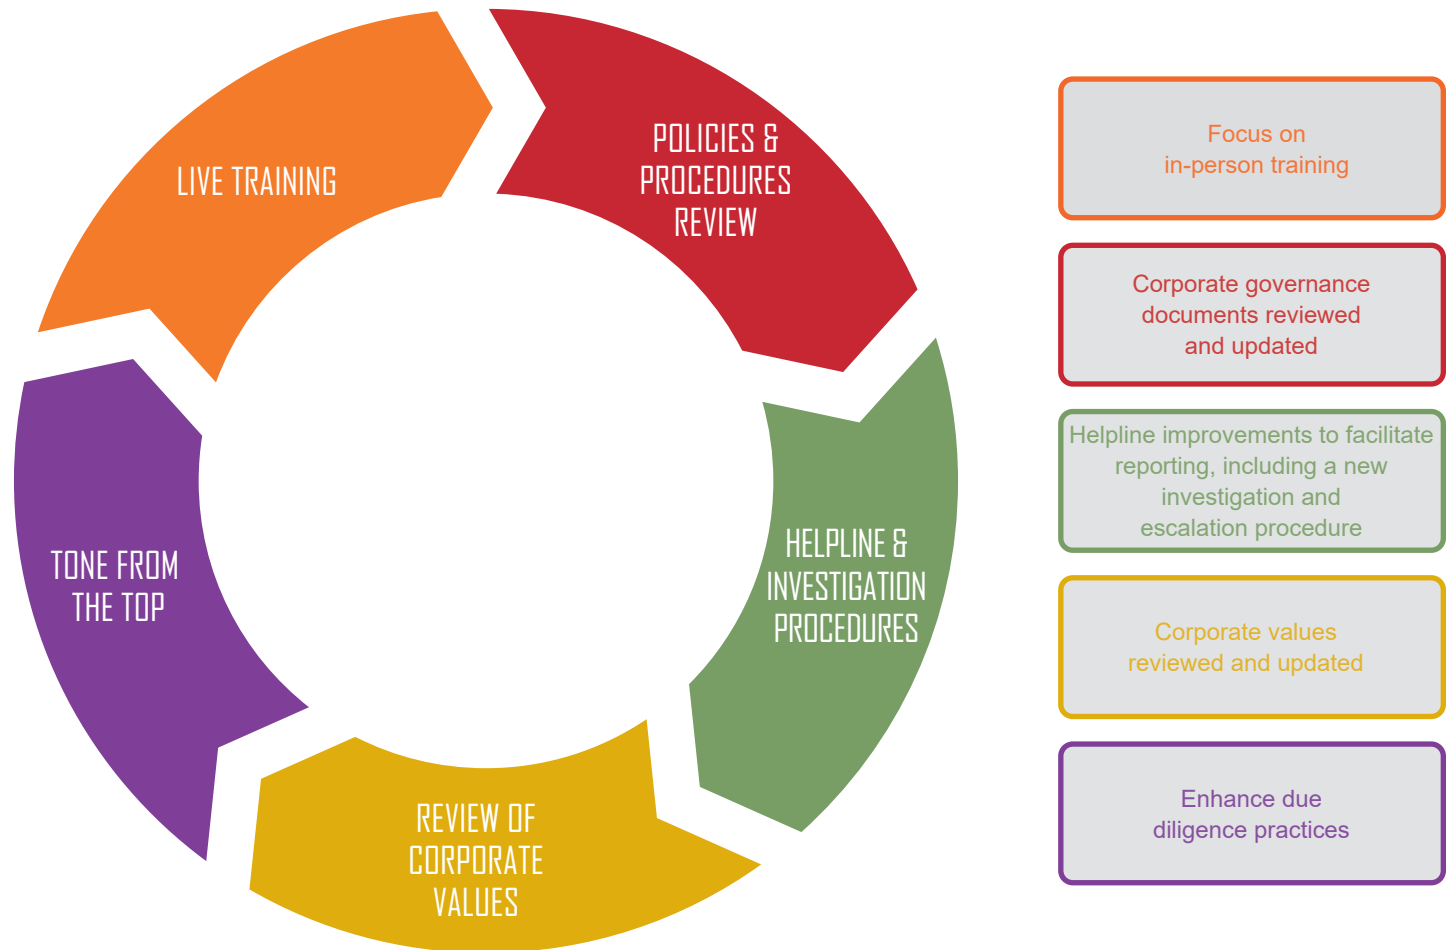 LIVE TRAINING
POLICIES &
PROCEDURES
REVIEW
HELPLINE &
INVESTIGATION
PROCEDURES
REVIEW OF
CORPORATE
VALUES
TONE FROM
THE TOP
Focus on
in-person training
Corporate governance
documents reviewed
and updated
Helpline improvements to facilitate
reporting, including a new
investigation and
escalation procedure
Corporate values
reviewed and updated
Enhance due
diligence practices